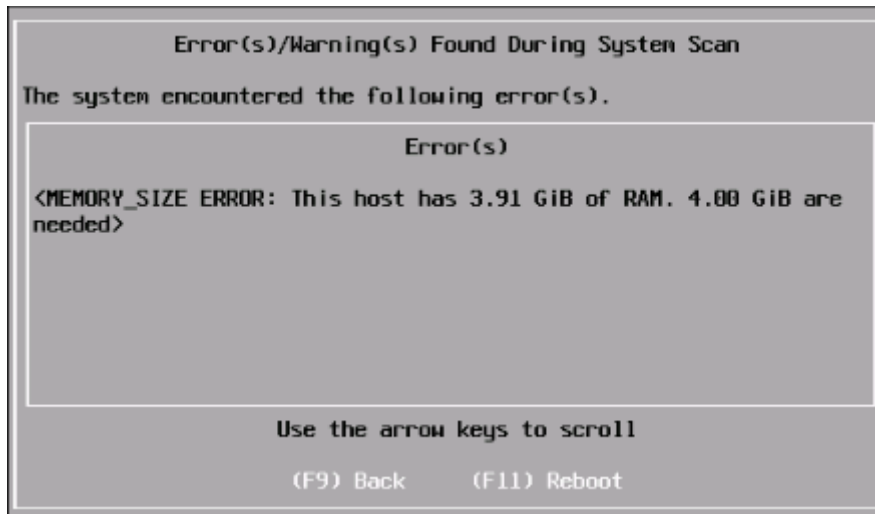 Error(s)/Warning(s) Found During System Scan
The system encountered the following error(s).
Error(s)
<MEMORY_SIZE ERROR: This host has 3.91 GiB of RAM. 4.00 GiB are
needed>
Use the arrow keys to scroll
(F9) Back (F11) Reboot